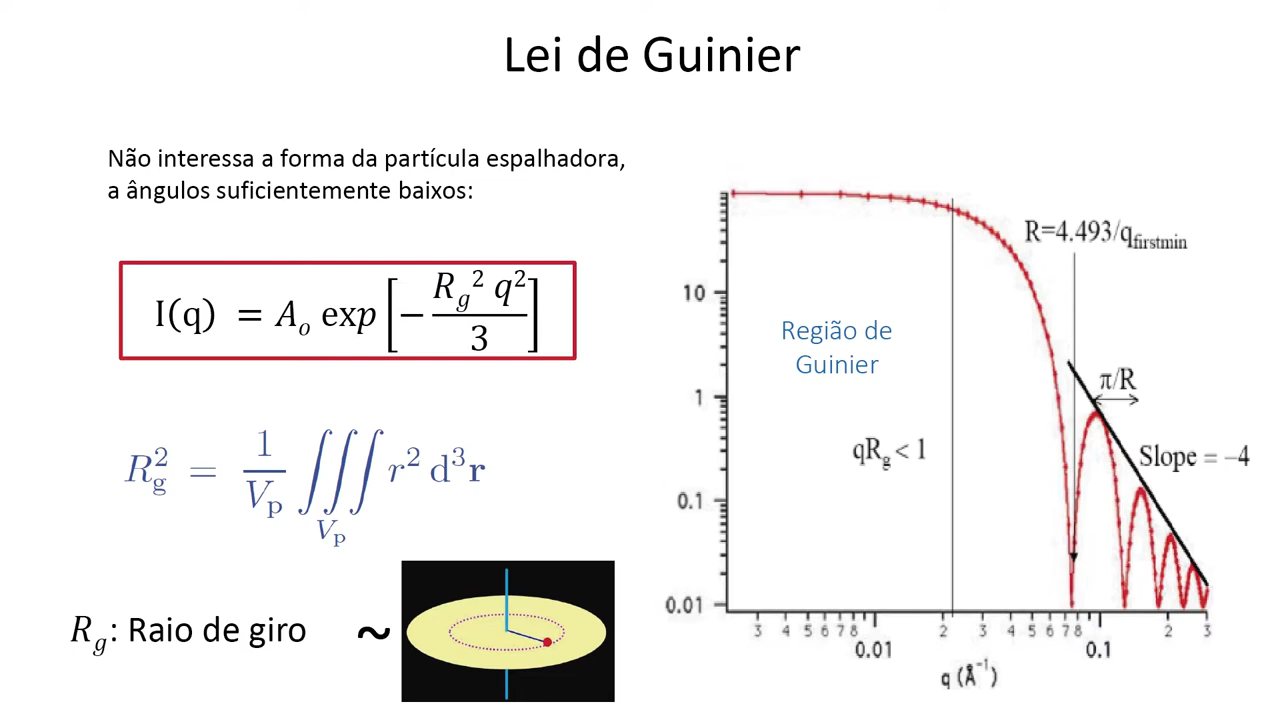 Lei de Guinier
Não interessa a forma da partícula espalhadora,
a ângulos suficientemente baixos:
I(q) = Aₒ exp [− R_g² q² / 3]
R_g² = 1/V_p ∭_{V_p} r² d³r
R_g: Raio de giro ~
R=4.493/q_firstmin
10
Região de
Guinier
π/R
1
qR_g < 1
Slope = –4
0.1
0.01
3 4 5 6 7 8 2 3 4 5 6 7 8 2 3
0.01 0.1
q (Å⁻¹)